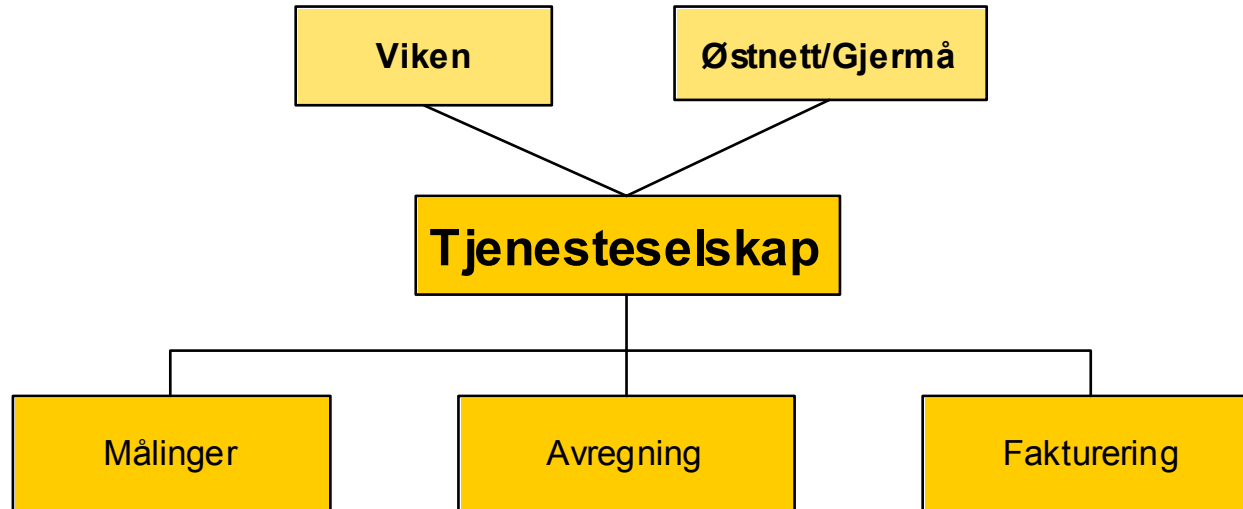 Viken
Østnett/Gjermå
Tjenesteselskap
Målinger
Avregning
Fakturering